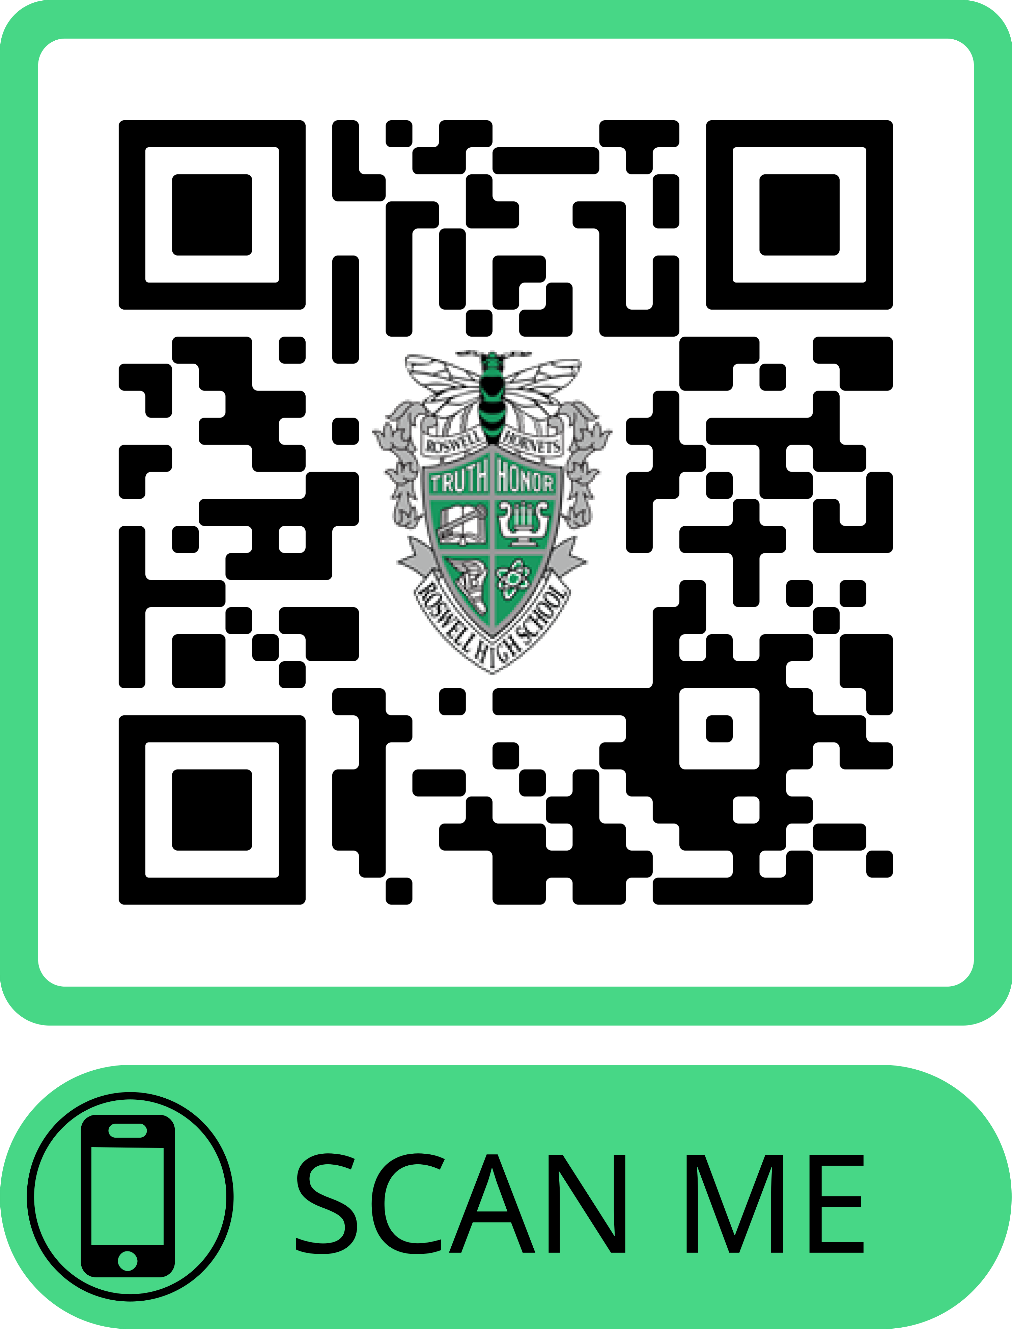 ROSWELL HORNETS
TRUTH HONOR
ROSWELL HIGH SCHOOL
SCAN ME